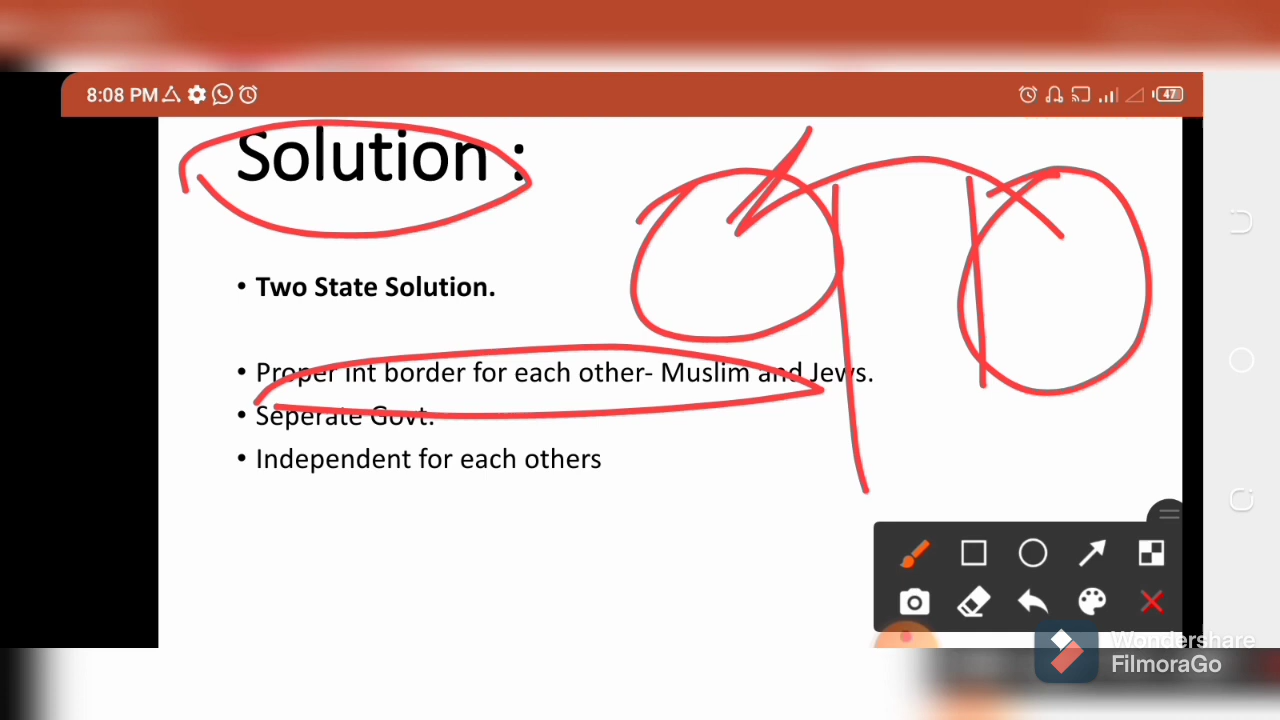 8:08 PM
47
Solution :
• Two State Solution.
• Proper int border for each other- Muslim and Jews.
• Seperate Govt.
• Independent for each others
Wondershare
FilmoraGo